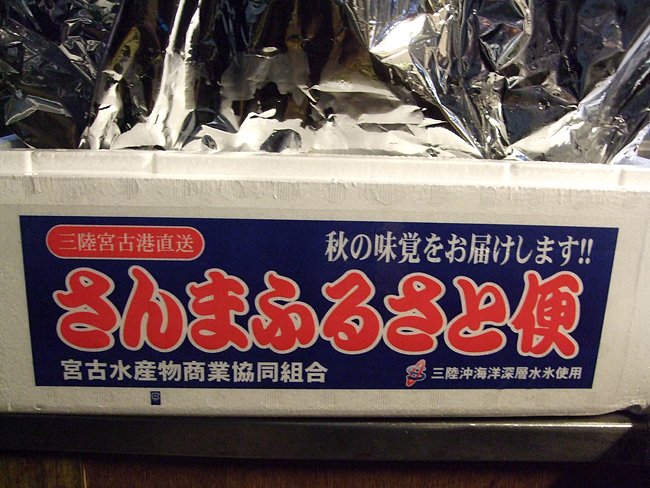 三陸宮古港直送
秋の味覚をお届けします!!
さんまふるさと便
宮古水産物商業協同組合
三陸沖海洋深層水氷使用